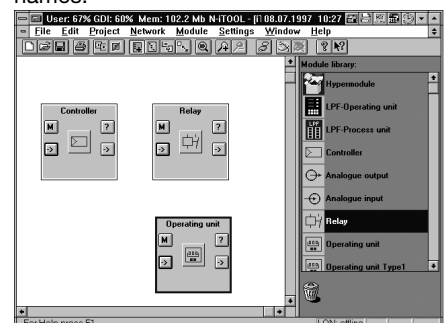 names.
User: 67% GDI: 60% Mem: 102.2 Mb N-iTOOL - [i1 08.07.1997 10:27
File Edit Project Network Module Settings Window Help
Module library:
Hypermodule
LPF-Operating unit
LPF-Process unit
Controller
Analogue output
Analogue input
Relay
Operating unit
Operating unit Type1
Controller
M ?
->
Relay
M ?
->
Operating unit
M ?
->
For Help press F1
LON: offline